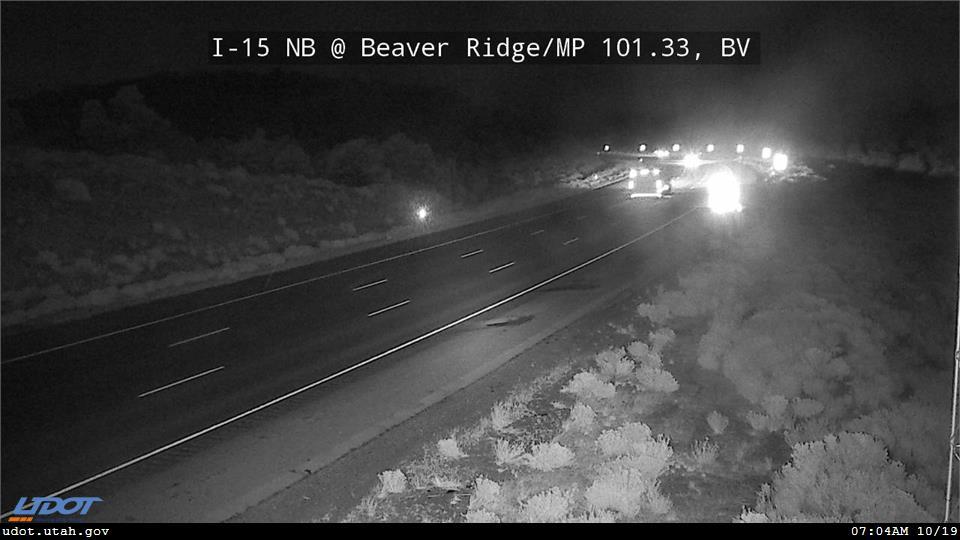 I-15 NB @ Beaver Ridge/MP 101.33, BV
UDOT
udot.utah.gov 07:04AM 10/19